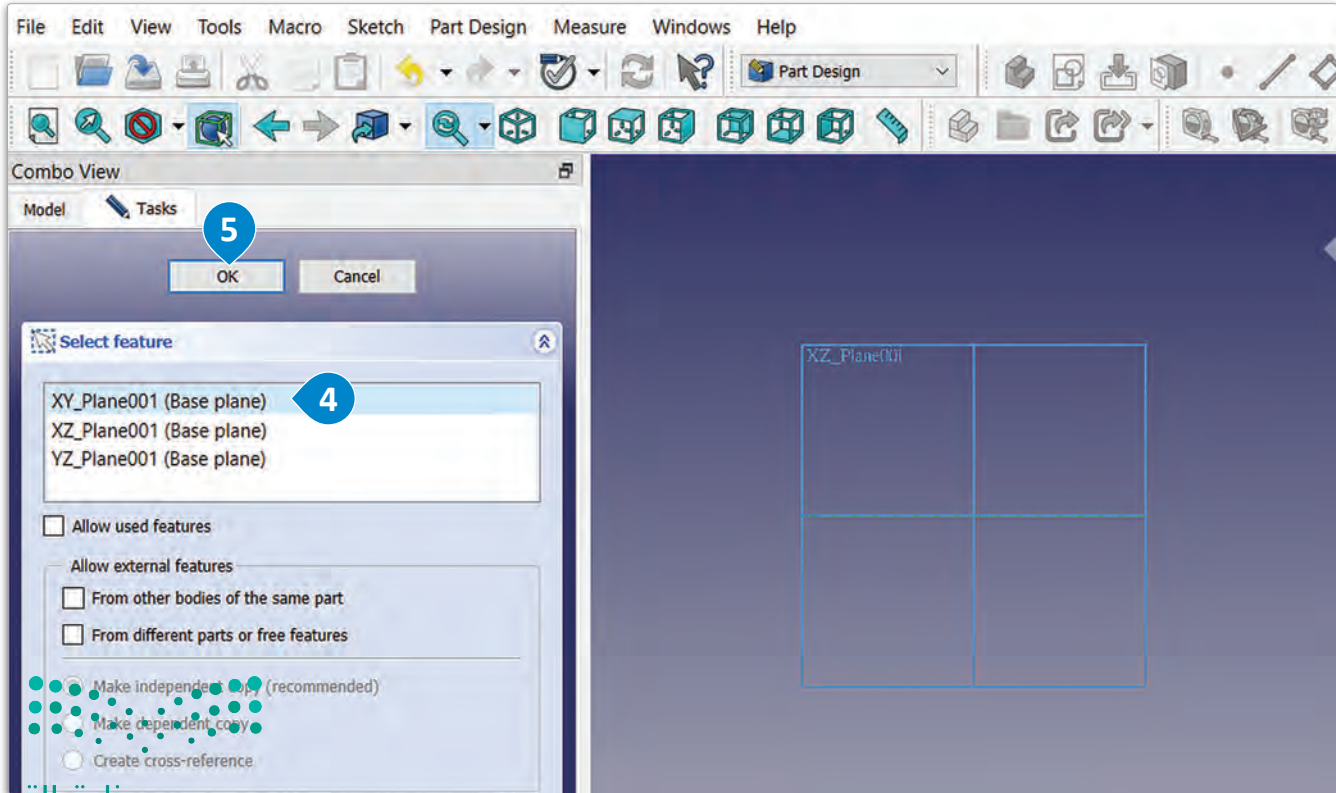 File Edit View Tools Macro Sketch Part Design Measure Windows Help
Part Design
Combo View
Model Tasks
5
OK Cancel
Select feature
XY_Plane001 (Base plane)
4
XZ_Plane001 (Base plane)
YZ_Plane001 (Base plane)
Allow used features
Allow external features
From other bodies of the same part
From different parts or free features
Make independent copy (recommended)
Make dependent copy
Create cross-reference